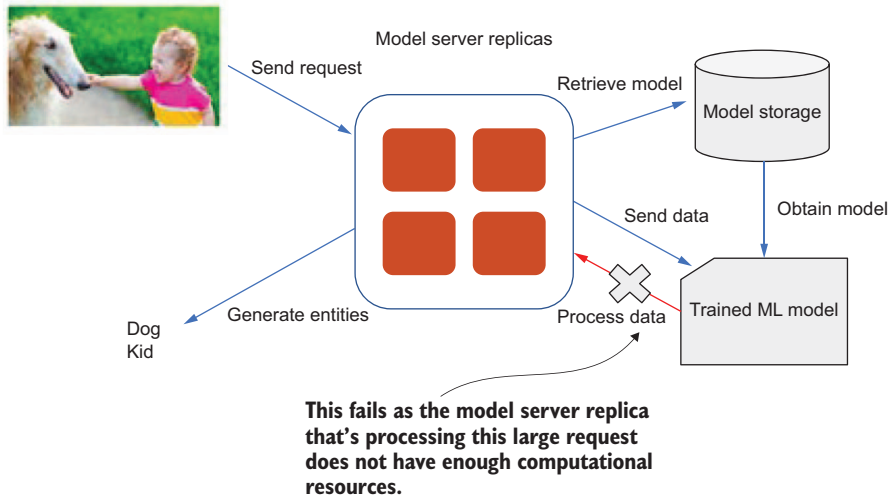 Model server replicas
Send request
Retrieve model
Model storage
Send data
Obtain model
Generate entities
Process data
Trained ML model
Dog
Kid
This fails as the model server replica
that's processing this large request
does not have enough computational
resources.